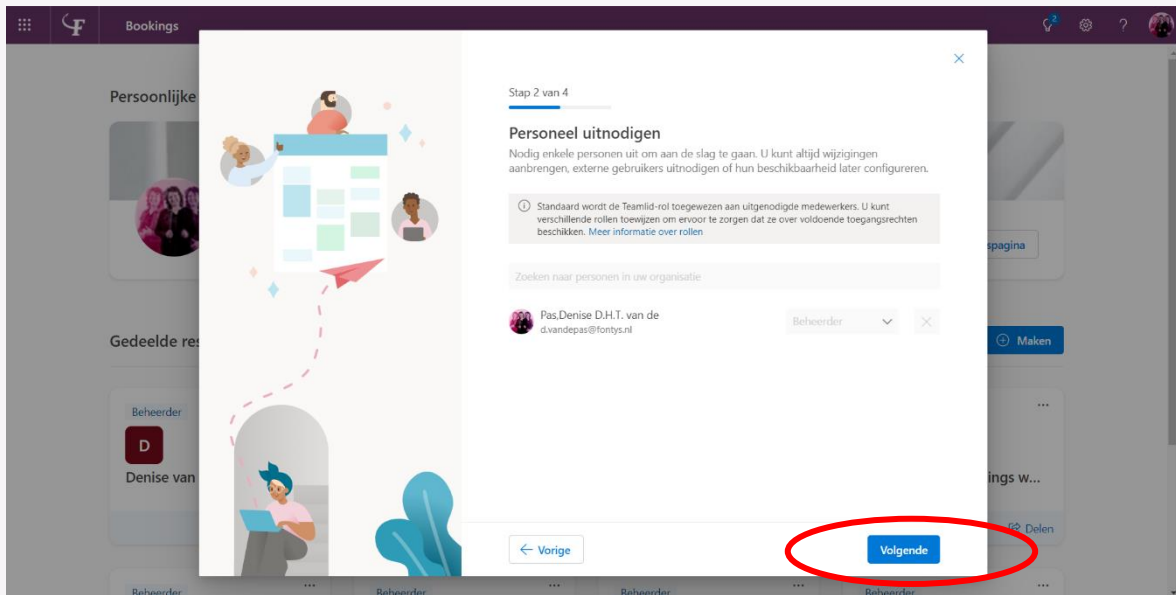 Bookings
2
?
Persoonlijke
Stap 2 van 4
Personeel uitnodigen
Nodig enkele personen uit om aan de slag te gaan. U kunt altijd wijzigingen
aanbrengen, externe gebruikers uitnodigen of hun beschikbaarheid later configureren.
Standaard wordt de Teamlid-rol toegewezen aan uitgenodigde medewerkers. U kunt
verschillende rollen toewijzen om ervoor te zorgen dat ze over voldoende toegangsrechten
beschikken. Meer informatie over rollen
spagina
Zoeken naar personen in uw organisatie
Pas,Denise D.H.T. van de
d.vandepas@fontys.nl
Beheerder
Gedeelde res
Maken
Beheerder
...
D
Denise van
ings w...
Delen
Vorige
Volgende
Beheerder
...
Beheerder
...
Beheerder
...
Beheerder
...